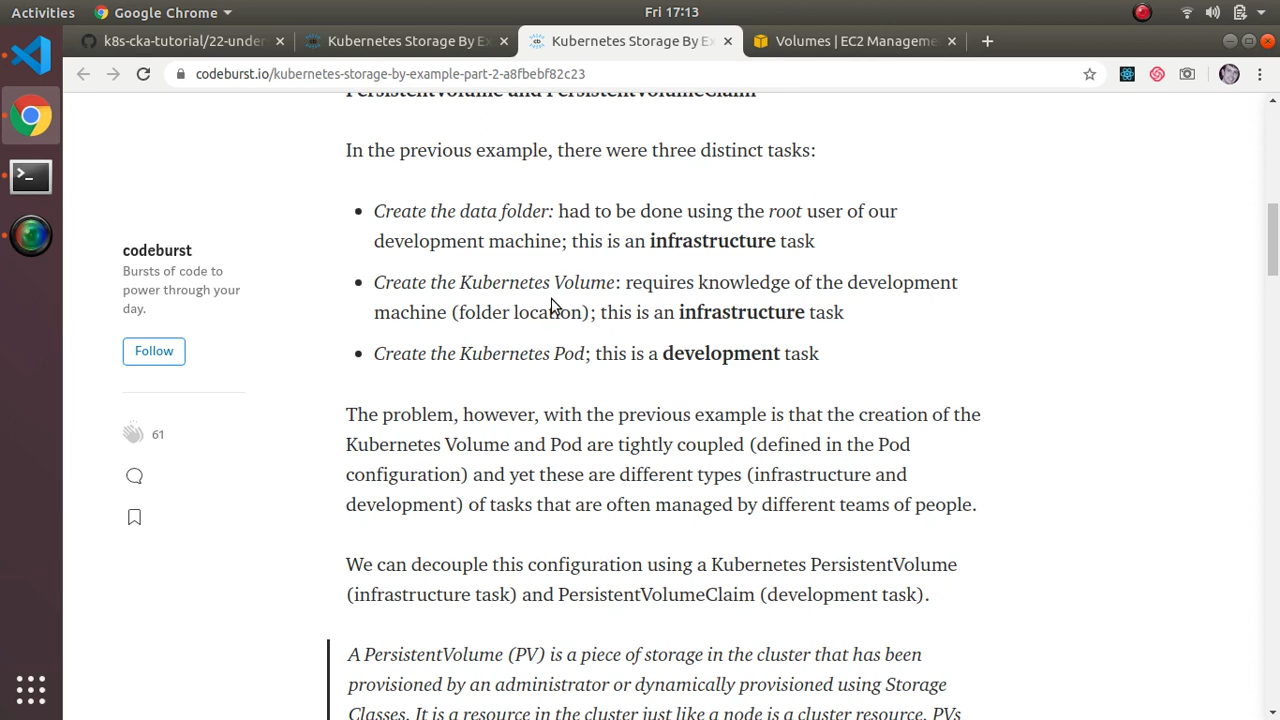 Activities
Google Chrome
Fri 17:13
k8s-cka-tutorial/22-under
Kubernetes Storage By Ex
Kubernetes Storage By Ex
Volumes | EC2 Manageme
codeburst.io/kubernetes-storage-by-example-part-2-a8fbebf82c23
PersistentVolume and PersistentVolumeClaim
In the previous example, there were three distinct tasks:
Create the data folder: had to be done using the root user of our
development machine; this is an infrastructure task
Create the Kubernetes Volume: requires knowledge of the development
machine (folder location); this is an infrastructure task
Create the Kubernetes Pod; this is a development task
codeburst
Bursts of code to
power through your
day.
Follow
61
The problem, however, with the previous example is that the creation of the
Kubernetes Volume and Pod are tightly coupled (defined in the Pod
configuration) and yet these are different types (infrastructure and
development) of tasks that are often managed by different teams of people.
We can decouple this configuration using a Kubernetes PersistentVolume
(infrastructure task) and PersistentVolumeClaim (development task).
A PersistentVolume (PV) is a piece of storage in the cluster that has been
provisioned by an administrator or dynamically provisioned using Storage
Classes. It is a resource in the cluster just like a node is a cluster resource. PVs